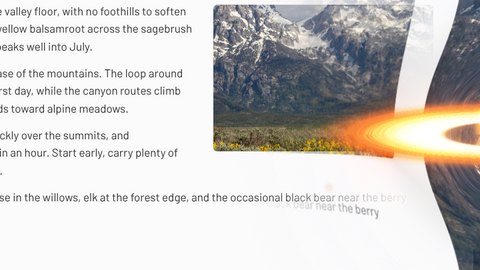 valley floor, with no foothills to soften
yellow balsamroot across the sagebrush
peaks well into July.
ase of the mountains. The loop around
rst day, while the canyon routes climb
ds toward alpine meadows.
ckly over the summits, and
in an hour. Start early, carry plenty of
se in the willows, elk at the forest edge, and the occasional black bear near the berry
bear near the berry